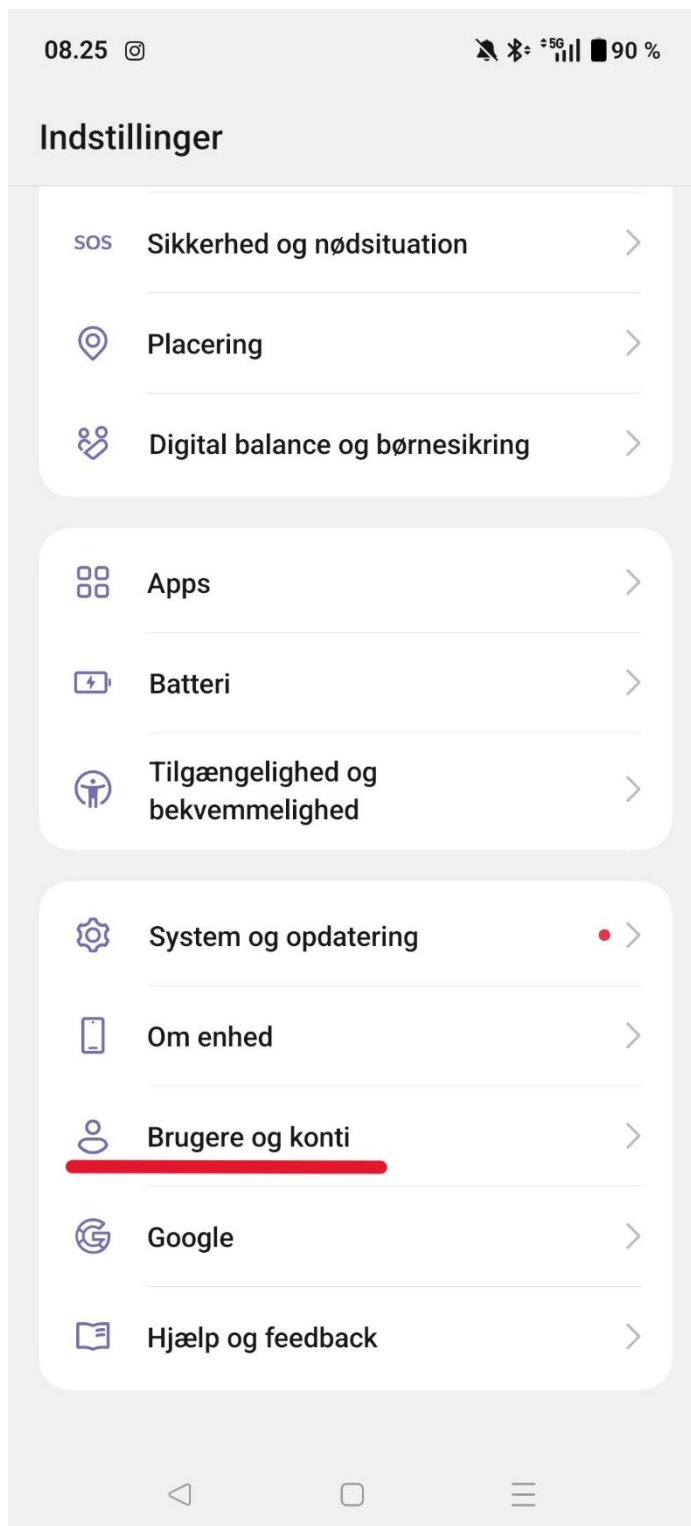 08.25 5G 90 %
Indstillinger
SOS Sikkerhed og nødsituation
Placering
Digital balance og børnesikring
Apps
Batteri
Tilgængelighed og
bekvemmelighed
System og opdatering
Om enhed
Brugere og konti
Google
Hjælp og feedback